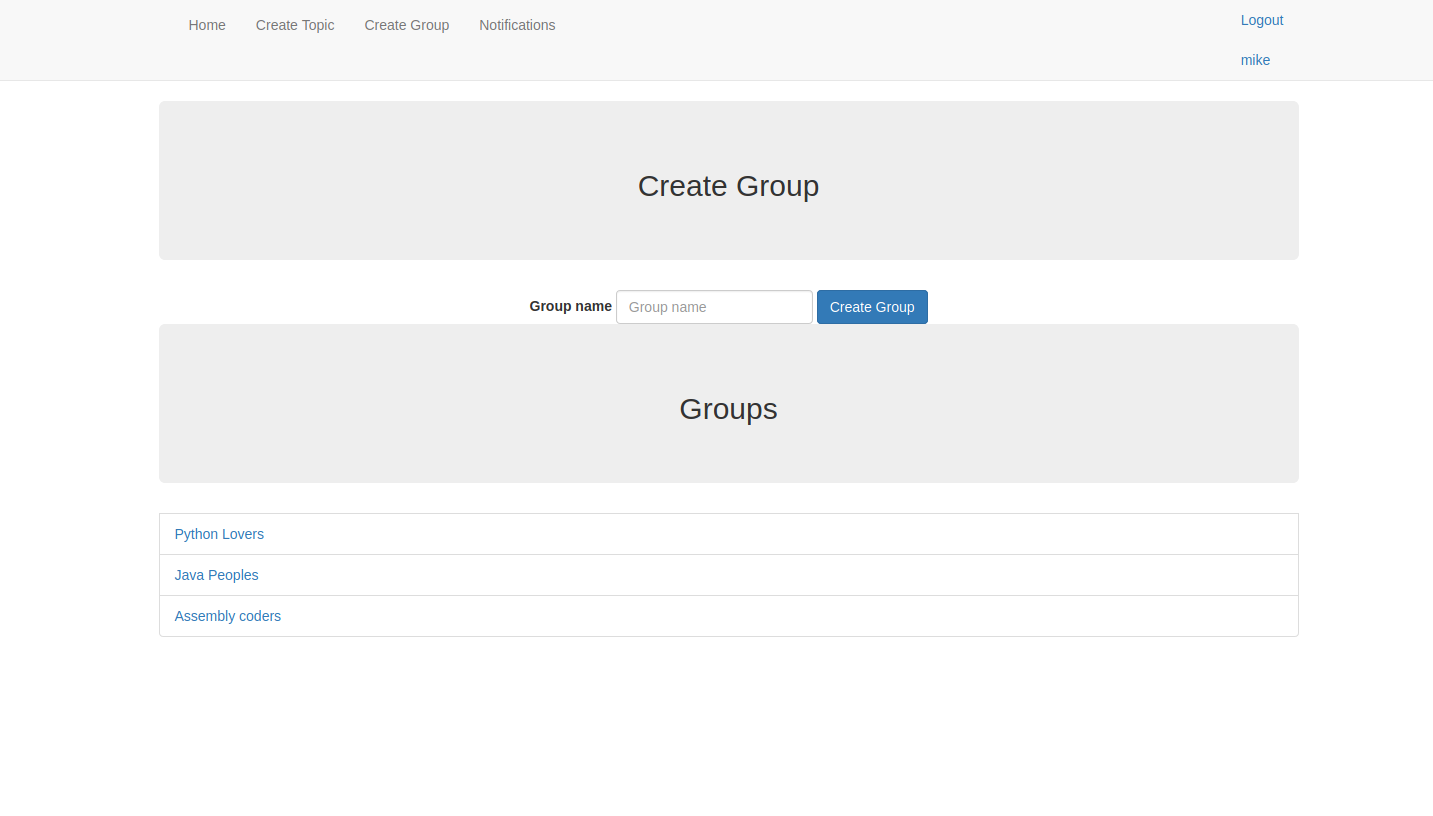 Home Create Topic Create Group Notifications Logout
mike
Create Group
Group name Group name Create Group
Groups
Python Lovers
Java Peoples
Assembly coders